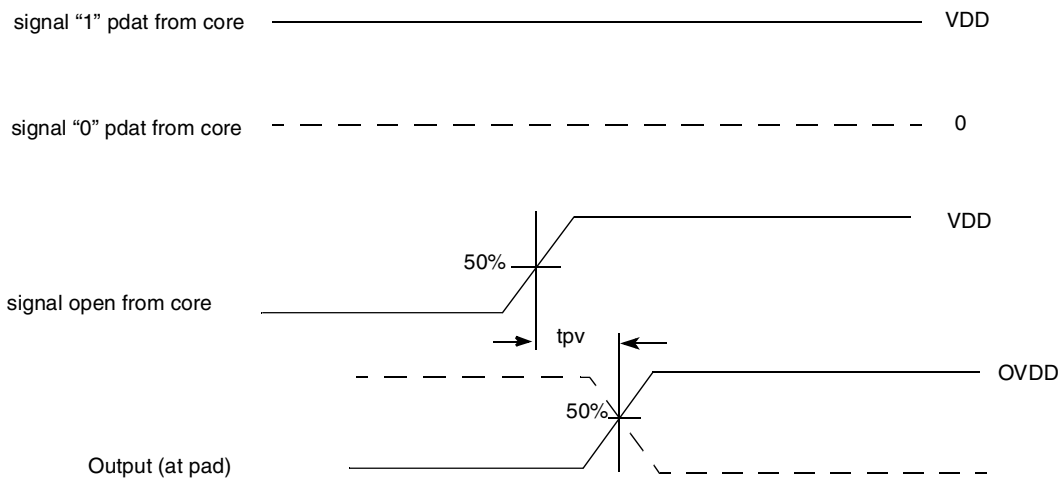 signal “1” pdat from core VDD
signal “0” pdat from core 0
VDD
50%
signal open from core
tpv
OVDD
50%
Output (at pad)